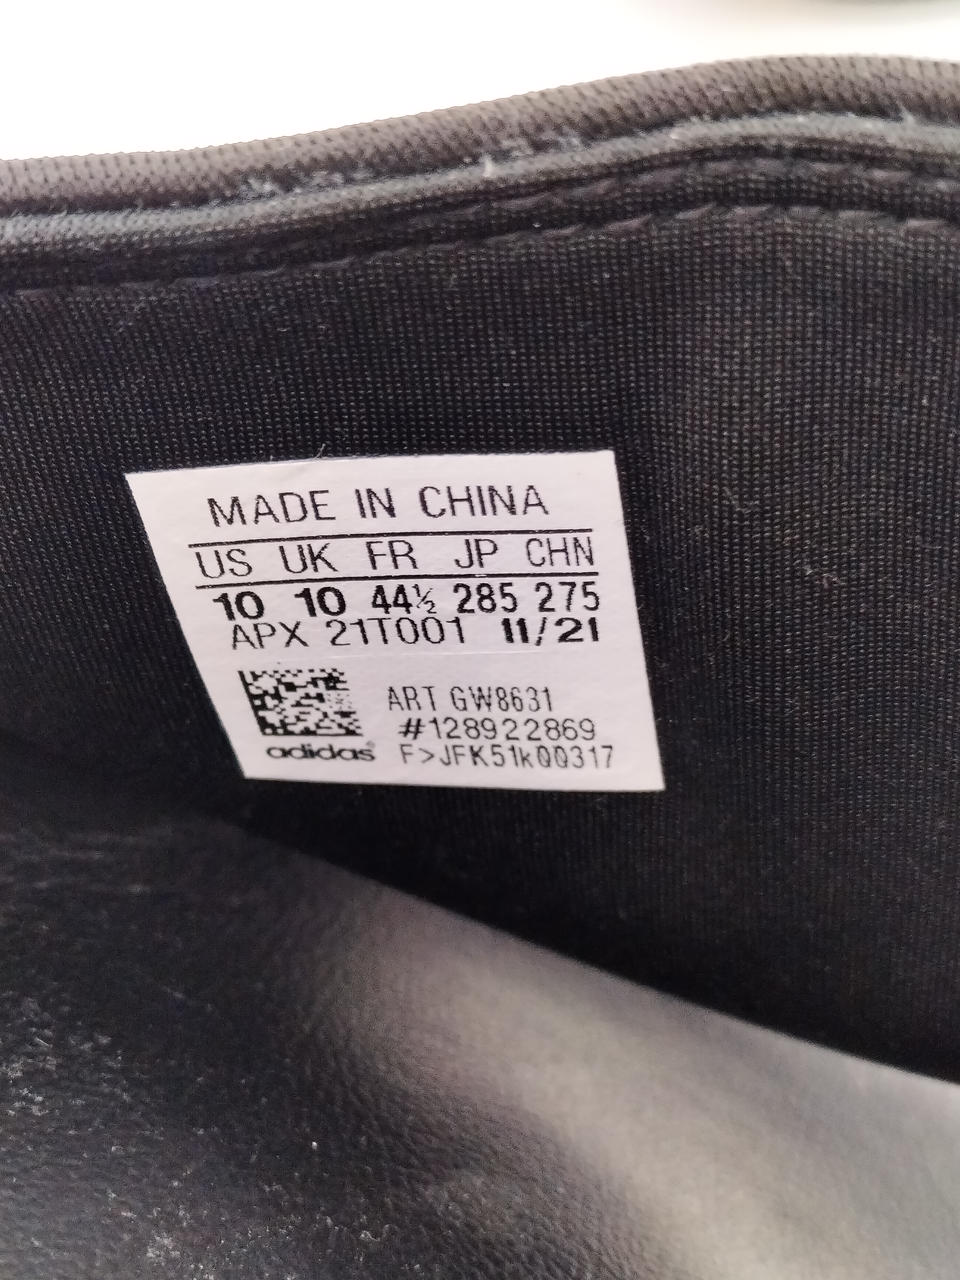 MADE IN CHINA
US UK FR JP CHN
10 10 44½ 285 275
APX 21T001 11/21
ART GW8631
#128922869
adidas® F>JFK51k00317